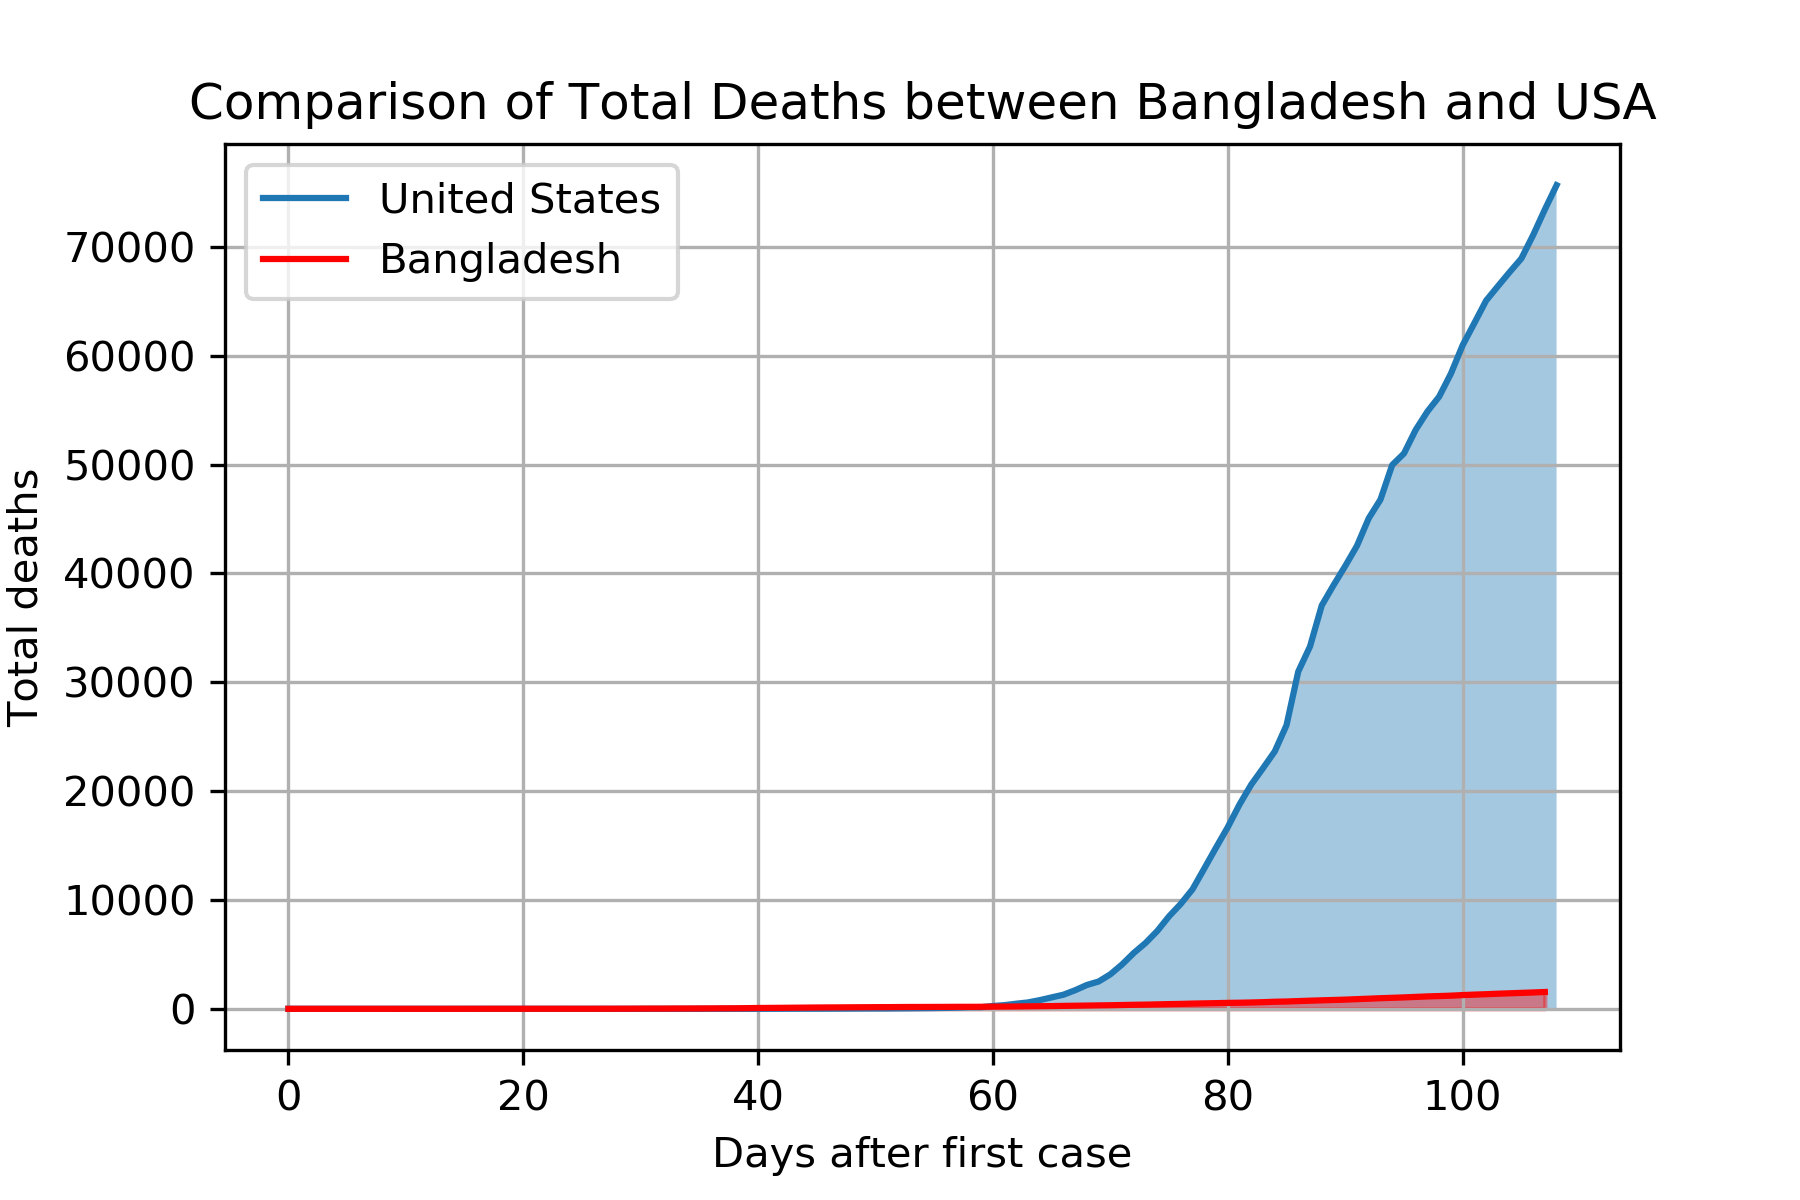 Comparison of Total Deaths between Bangladesh and USA
United States
Bangladesh
70000
60000
50000
40000
30000
20000
10000
0
Total deaths
0 20 40 60 80 100
Days after first case